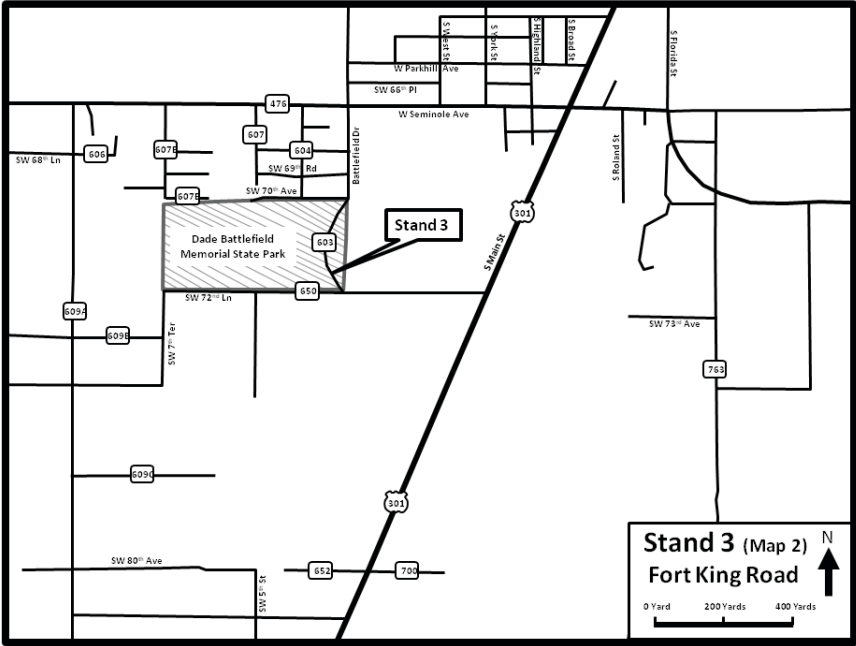 S West St
S York St
S Highland St
S Broad St
S Florida St
W Parkhill Ave
SW 66th Pl
476
W Seminole Ave
607
607B
604
606
SW 68th Ln
SW 69th Rd
Battlefield Dr
S Roland St
SW 70th Ave
607B
301
Stand 3
603
Dade Battlefield
Memorial State Park
S Main St
650
SW 72nd Ln
609A
SW 73rd Ave
609B
SW 7th Ter
763
609C
301
SW 80th Ave
652
700
SW 5th St
Stand 3 (Map 2)
Fort King Road
N
0 Yard 200 Yards 400 Yards